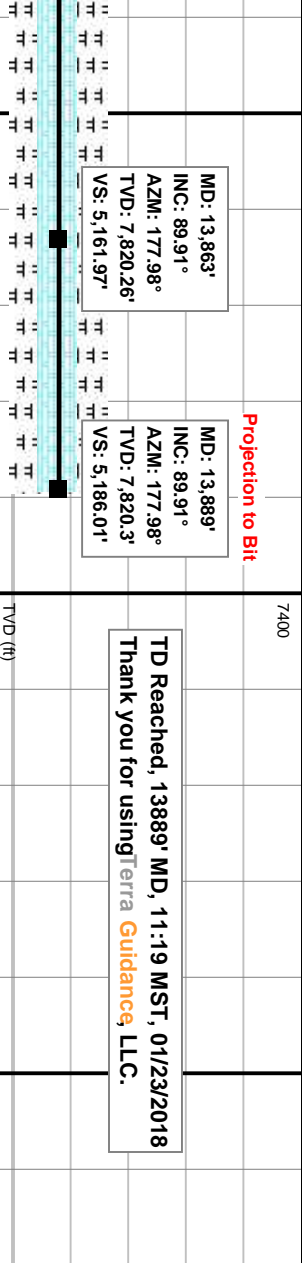 MD: 13,863'
INC: 89.91°
AZM: 177.98°
TVD: 7,820.26'
VS: 5,161.97'
Projection to Bit
MD: 13,889'
INC: 89.91°
AZM: 177.98°
TVD: 7,820.3'
VS: 5,186.01'
7400
TVD (ft)
TD Reached, 13889' MD, 11:19 MST, 01/23/2018
Thank you for usingTerra Guidance, LLC.